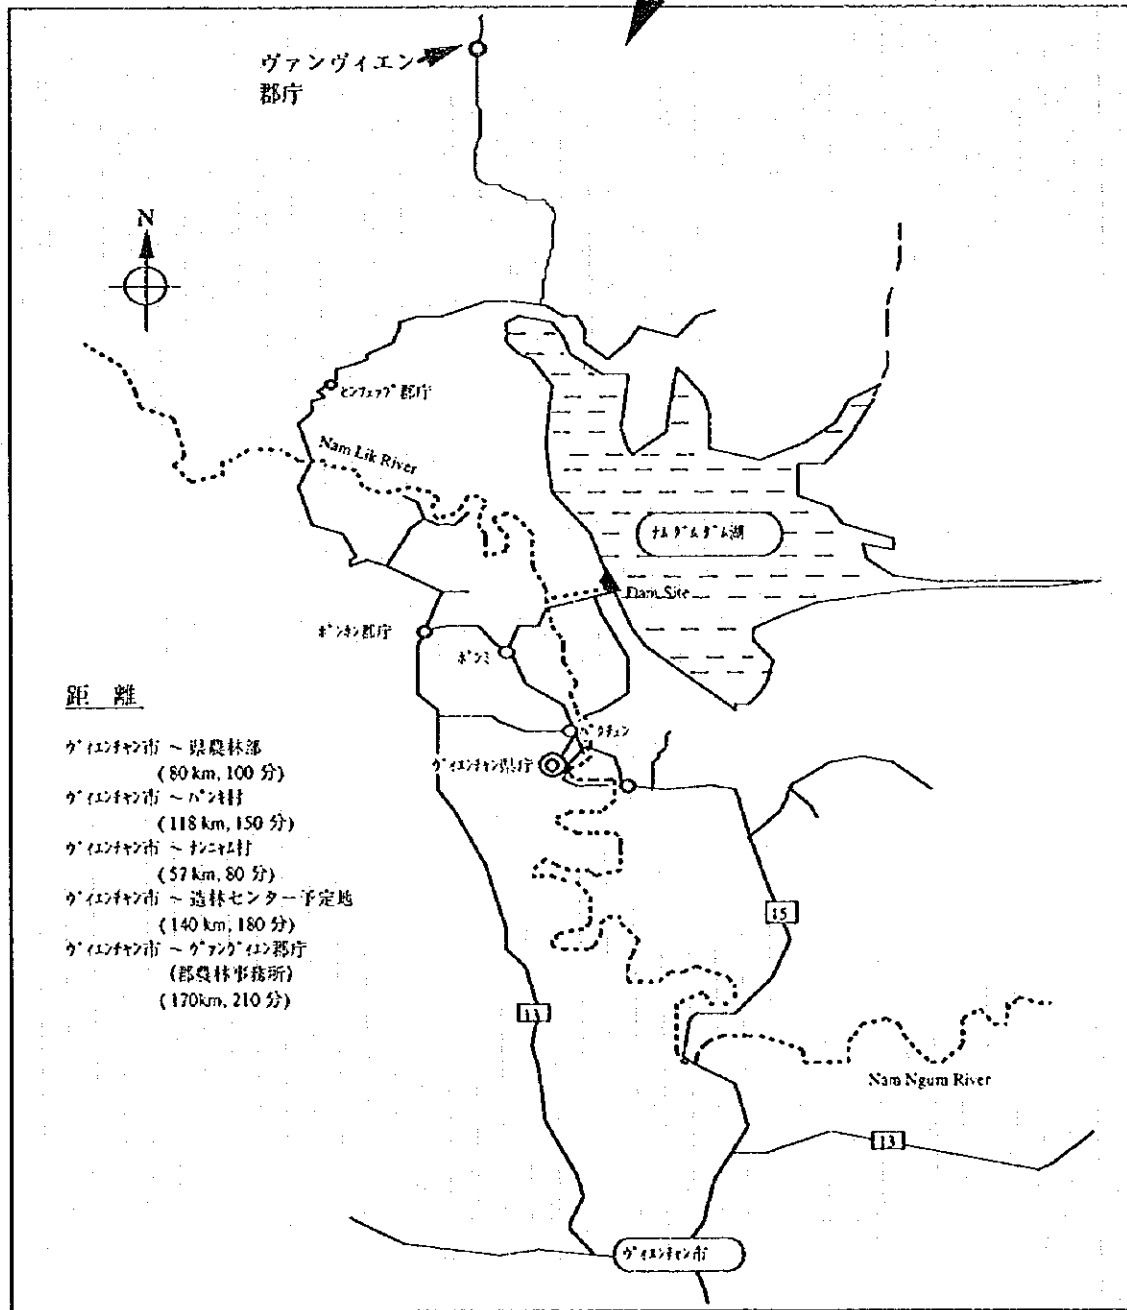 ヴァンヴィエン
郡庁
N
ﾋﾝﾌｪｯﾌﾟ 郡庁
Nam Lik River
ﾅﾑｸﾞﾑﾀﾞﾑ湖
Dam Site
ﾎﾟﾝﾎﾝ郡庁
ﾎﾟﾝﾐ
ﾊﾟｸﾁｪﾝ
ｳﾞｨｴﾝﾁｬﾝ県庁
距 離
ｳﾞｨｴﾝﾁｬﾝ市 ~ 県農林部
(80 km, 100 分)
ｳﾞｨｴﾝﾁｬﾝ市 ~ ﾊﾞﾝｷ村
(118 km, 150 分)
ｳﾞｨｴﾝﾁｬﾝ市 ~ ﾅﾝﾆｬﾑ村
(57 km, 80 分)
ｳﾞｨｴﾝﾁｬﾝ市 ~ 造林センター予定地
(140 km, 180 分)
ｳﾞｨｴﾝﾁｬﾝ市 ~ ｳﾞｧﾝｳﾞｨｴﾝ郡庁
(郡農林事務所)
(170km, 210 分)
15
13
Nam Ngum River
13
ｳﾞｨｴﾝﾁｬﾝ市